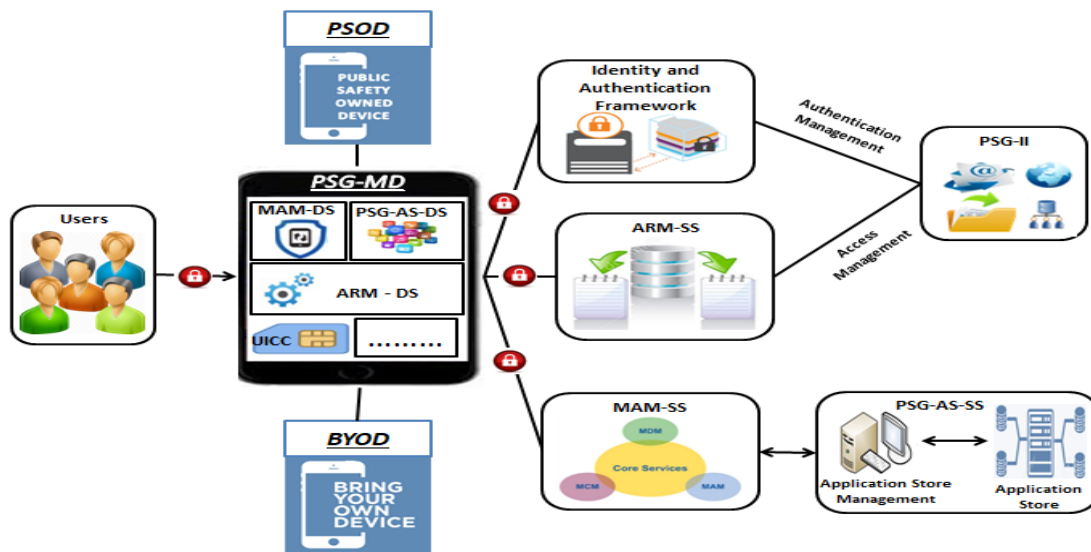 PSOD
PUBLIC
SAFETY
OWNED
DEVICE
Users
PSG-MD
MAM-DS
PSG-AS-DS
ARM - DS
UICC
.........
BYOD
BRING
YOUR
OWN
DEVICE
Identity and
Authentication
Framework
ARM-SS
MAM-SS
MDM
Core Services
MCM
MAM
Authentication
Management
Access
Management
PSG-II
@
PSG-AS-SS
Application Store
Management
Application
Store